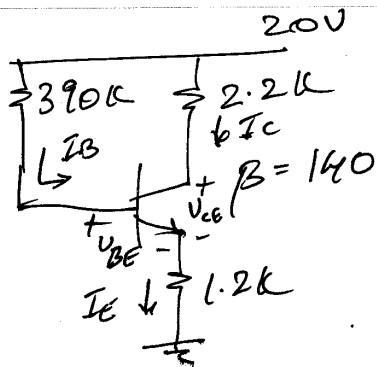 20V
390K
2.2K
IB
IC
β = 140
+
VCE
-
+
VBE
-
IE
1.2K